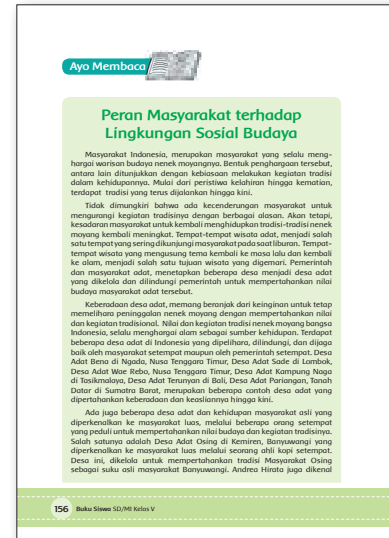 Ayo Membaca
Peran Masyarakat terhadap
Lingkungan Sosial Budaya
Masyarakat Indonesia, merupakan masyarakat yang selalu meng-
hargai warisan budaya nenek moyangnya. Bentuk penghargaan tersebut,
antara lain ditunjukkan dengan kebiasaan melakukan kegiatan tradisi
dalam kehidupannya. Mulai dari peristiwa kelahiran hingga kematian,
terdapat tradisi yang terus dijalankan hingga kini.
Tidak dimungkiri bahwa ada kecenderungan masyarakat untuk
mengurangi kegiatan tradisinya dengan berbagai alasan. Akan tetapi,
kesadaran masyarakat untuk kembali menghidupkan tradisi-tradisi nenek
moyang kembali meningkat. Tempat-tempat wisata adat, menjadi salah
satu tempat yang sering dikunjungi masyarakat pada saat liburan. Tempat-
tempat wisata yang mengusung tema kembali ke masa lalu dan kembali
ke alam, menjadi salah satu tujuan wisata yang digemari. Pemerintah
dan masyarakat adat, menetapkan beberapa desa menjadi desa adat
yang dikelola dan dilindungi pemerintah untuk mempertahankan nilai
budaya masyarakat adat tersebut.
Keberadaan desa adat, memang beranjak dari keinginan untuk tetap
memelihara peninggalan nenek moyang dengan mempertahankan nilai
dan kegiatan tradisional. Nilai dan kegiatan tradisi nenek moyang bangsa
Indonesia, selalu menghargai alam sebagai sumber kehidupan. Terdapat
beberapa desa adat di Indonesia yang dipelihara, dilindungi, dan dijaga
baik oleh masyarakat setempat maupun oleh pemerintah setempat. Desa
Adat Bena di Ngada, Nusa Tenggara Timur, Desa Adat Sade di Lombok,
Desa Adat Wae Rebo, Nusa Tenggara Timur, Desa Adat Kampung Naga
di Tasikmalaya, Desa Adat Terunyan di Bali, Desa Adat Pariangan, Tanah
Datar di Sumatra Barat, merupakan beberapa contoh desa adat yang
dipertahankan keberadaan dan keasliannya hingga kini.
Ada juga beberapa desa adat dan kehidupan masyarakat asli yang
diperkenalkan ke masyarakat luas, melalui beberapa orang setempat
yang peduli untuk mempertahankan nilai budaya dan kegiatan tradisinya.
Salah satunya adalah Desa Adat Osing di Kemiren, Banyuwangi yang
diperkenalkan ke masyarakat luas melalui seorang ahli kopi setempat.
Desa ini, dikelola untuk mempertahankan tradisi Masyarakat Osing
sebagai suku asli masyarakat Banyuwangi. Andrea Hirata juga dikenal
156 Buku Siswa SD/MI Kelas V